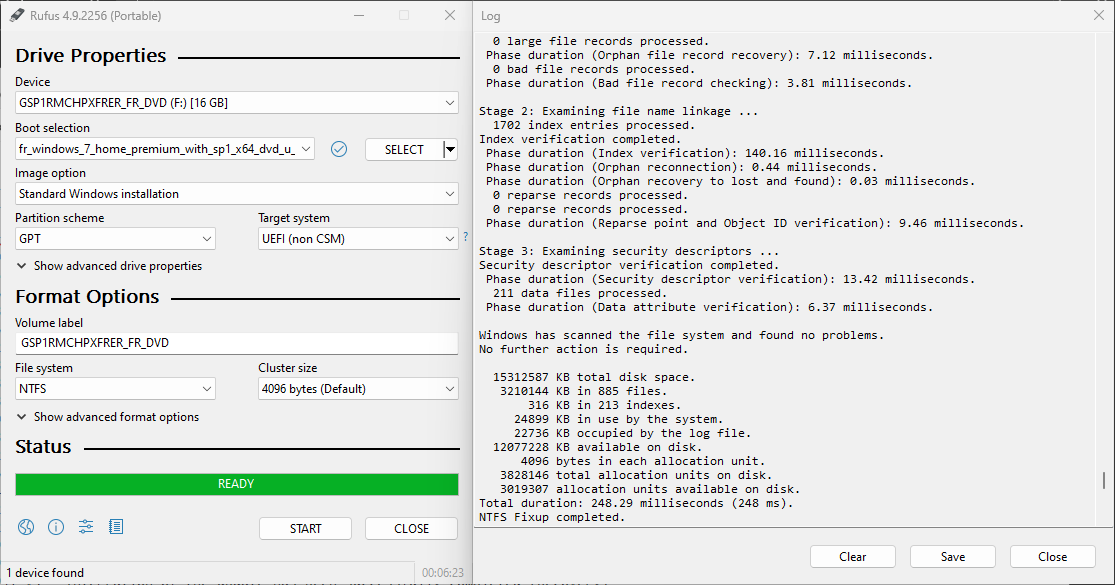 Rufus 4.9.2256 (Portable)
Drive Properties
Device
GSP1RMCHPXFRER_FR_DVD (F:) [16 GB]
Boot selection
fr_windows_7_home_premium_with_sp1_x64_dvd_u_
SELECT
Image option
Standard Windows installation
Partition scheme
Target system
GPT
UEFI (non CSM)
?
Show advanced drive properties
Format Options
Volume label
GSP1RMCHPXFRER_FR_DVD
File system
Cluster size
NTFS
4096 bytes (Default)
Show advanced format options
Status
READY
START
CLOSE
1 device found
00:06:23
Log
0 large file records processed.
Phase duration (Orphan file record recovery): 7.12 milliseconds.
0 bad file records processed.
Phase duration (Bad file record checking): 3.81 milliseconds.
Stage 2: Examining file name linkage ...
1702 index entries processed.
Index verification completed.
Phase duration (Index verification): 140.16 milliseconds.
Phase duration (Orphan reconnection): 0.44 milliseconds.
Phase duration (Orphan recovery to lost and found): 0.03 milliseconds.
0 reparse records processed.
0 reparse records processed.
Phase duration (Reparse point and Object ID verification): 9.46 milliseconds.
Stage 3: Examining security descriptors ...
Security descriptor verification completed.
Phase duration (Security descriptor verification): 13.42 milliseconds.
211 data files processed.
Phase duration (Data attribute verification): 6.37 milliseconds.
Windows has scanned the file system and found no problems.
No further action is required.
15312587 KB total disk space.
3210144 KB in 885 files.
316 KB in 213 indexes.
24899 KB in use by the system.
22736 KB occupied by the log file.
12077228 KB available on disk.
4096 bytes in each allocation unit.
3828146 total allocation units on disk.
3019307 allocation units available on disk.
Total duration: 248.29 milliseconds (248 ms).
NTFS Fixup completed.
Clear
Save
Close